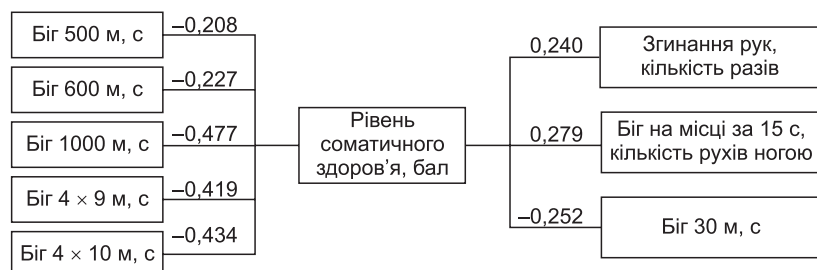 Біг 500 м, с
–0,208
Біг 600 м, с
–0,227
Біг 1000 м, с
–0,477
Біг 4 × 9 м, с
–0,419
Біг 4 × 10 м, с
–0,434
Рівень
соматичного
здоров’я, бал
0,240
Згинання рук,
кількість разів
0,279
Біг на місці за 15 с,
кількість рухів ногою
–0,252
Біг 30 м, с